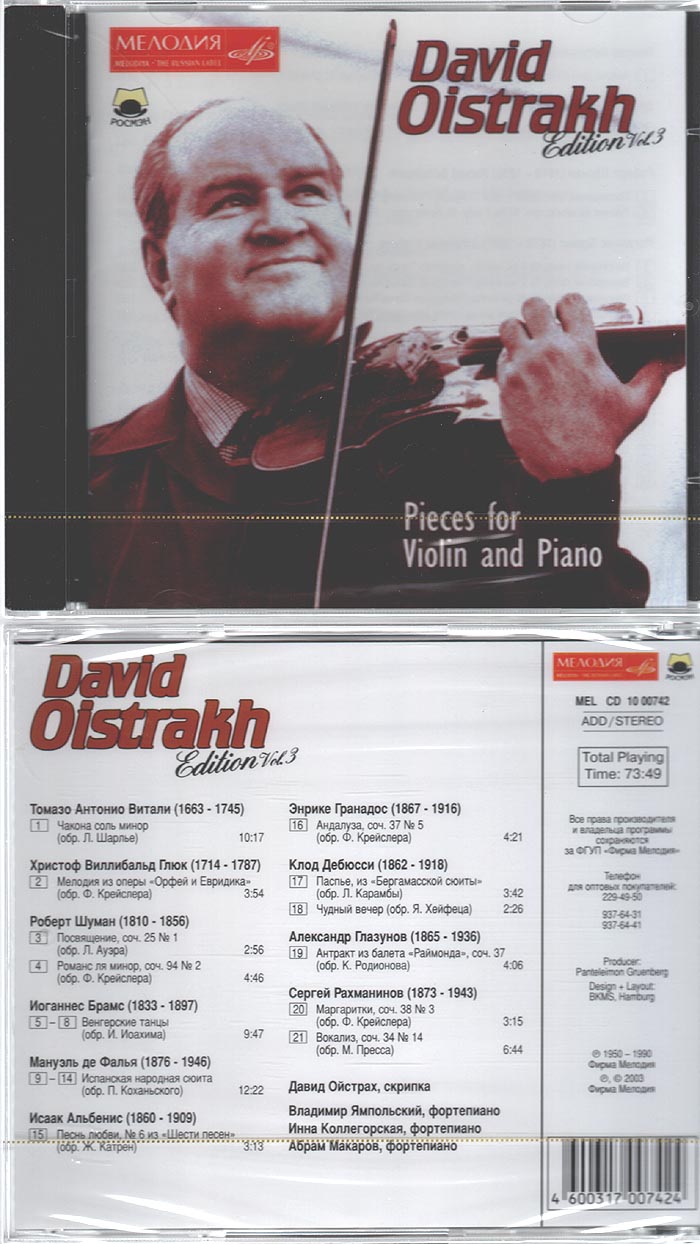 МЕЛОДИЯ
MELODIYA · THE RUSSIAN LABEL
РОСМЭН
David
Oistrakh
Edition Vol.3
Pieces for
Violin and Piano
David
Oistrakh
Edition Vol.3
Томазо Антонио Витали (1663 - 1745)
1 Чакона соль минор
(обр. Л. Шарлье) 10:17
Христоф Виллибальд Глюк (1714 - 1787)
2 Мелодия из оперы «Орфей и Евридика»
(обр. Ф. Крейслера) 3:54
Роберт Шуман (1810 - 1856)
3 Посвящение, соч. 25 № 1
(обр. Л. Ауэра) 2:56
4 Романс ля минор, соч. 94 № 2
(обр. Ф. Крейслера) 4:46
Иоганнес Брамс (1833 - 1897)
5 - 8 Венгерские танцы
(обр. И. Иоахима) 9:47
Мануэль де Фалья (1876 - 1946)
9 - 14 Испанская народная сюита
(обр. П. Коханьского) 12:22
Исаак Альбенис (1860 - 1909)
15 Песнь любви, № 6 из «Шести песен»
(обр. Ж. Катрен) 3:13
Энрике Гранадос (1867 - 1916)
16 Андалуза, соч. 37 № 5
(обр. Ф. Крейслера) 4:21
Клод Дебюсси (1862 - 1918)
17 Паспье, из «Бергамасской сюиты»
(обр. Л. Карамбы) 3:42
18 Чудный вечер (обр. Я. Хейфеца) 2:26
Александр Глазунов (1865 - 1936)
19 Антракт из балета «Раймонда», соч. 37
(обр. К. Родионова) 4:06
Сергей Рахманинов (1873 - 1943)
20 Маргаритки, соч. 38 № 3
(обр. Ф. Крейслера) 3:15
21 Вокализ, соч. 34 № 14
(обр. М. Пресса) 6:44
Давид Ойстрах, скрипка
Владимир Ямпольский, фортепиано
Инна Коллегорская, фортепиано
Абрам Макаров, фортепиано
МЕЛОДИЯ
MELODIYA · THE RUSSIAN LABEL
РОСМЭН
MEL CD 10 00742
ADD/STEREO
Total Playing
Time: 73:49
Все права производителя
и владельца программы
сохраняются
за ФГУП «Фирма Мелодия»
Телефон
для оптовых покупателей:
229-49-50
937-64-31
937-64-41
Producer:
Panteleimon Gruenberg
Design + Layout:
BKMS, Hamburg
℗ 1950 - 1990
Фирма Мелодия
℗, © 2003
Фирма Мелодия
4 600317 007424